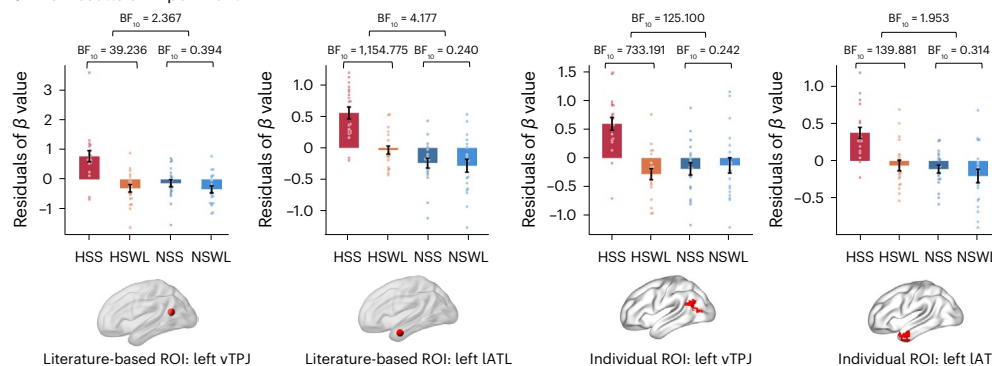 BF10 = 2.367
BF10 = 39.236 BF10 = 0.394
Residuals of β value
3
2
1
0
−1
HSS HSWL NSS NSWL
Literature-based ROI: left vTPJ
BF10 = 4.177
BF10 = 1,154.775 BF10 = 0.240
Residuals of β value
1.0
0.5
0
−0.5
−1.0
HSS HSWL NSS NSWL
Literature-based ROI: left lATL
BF10 = 125.100
BF10 = 733.191 BF10 = 0.242
Residuals of β value
1.5
1.0
0.5
0
−0.5
−1.0
HSS HSWL NSS NSWL
Individual ROI: left vTPJ
BF10 = 1.953
BF10 = 139.881 BF10 = 0.314
Residuals of β value
1.0
0.5
0
−0.5
HSS HSWL NSS NSWL
Individual ROI: left lAT